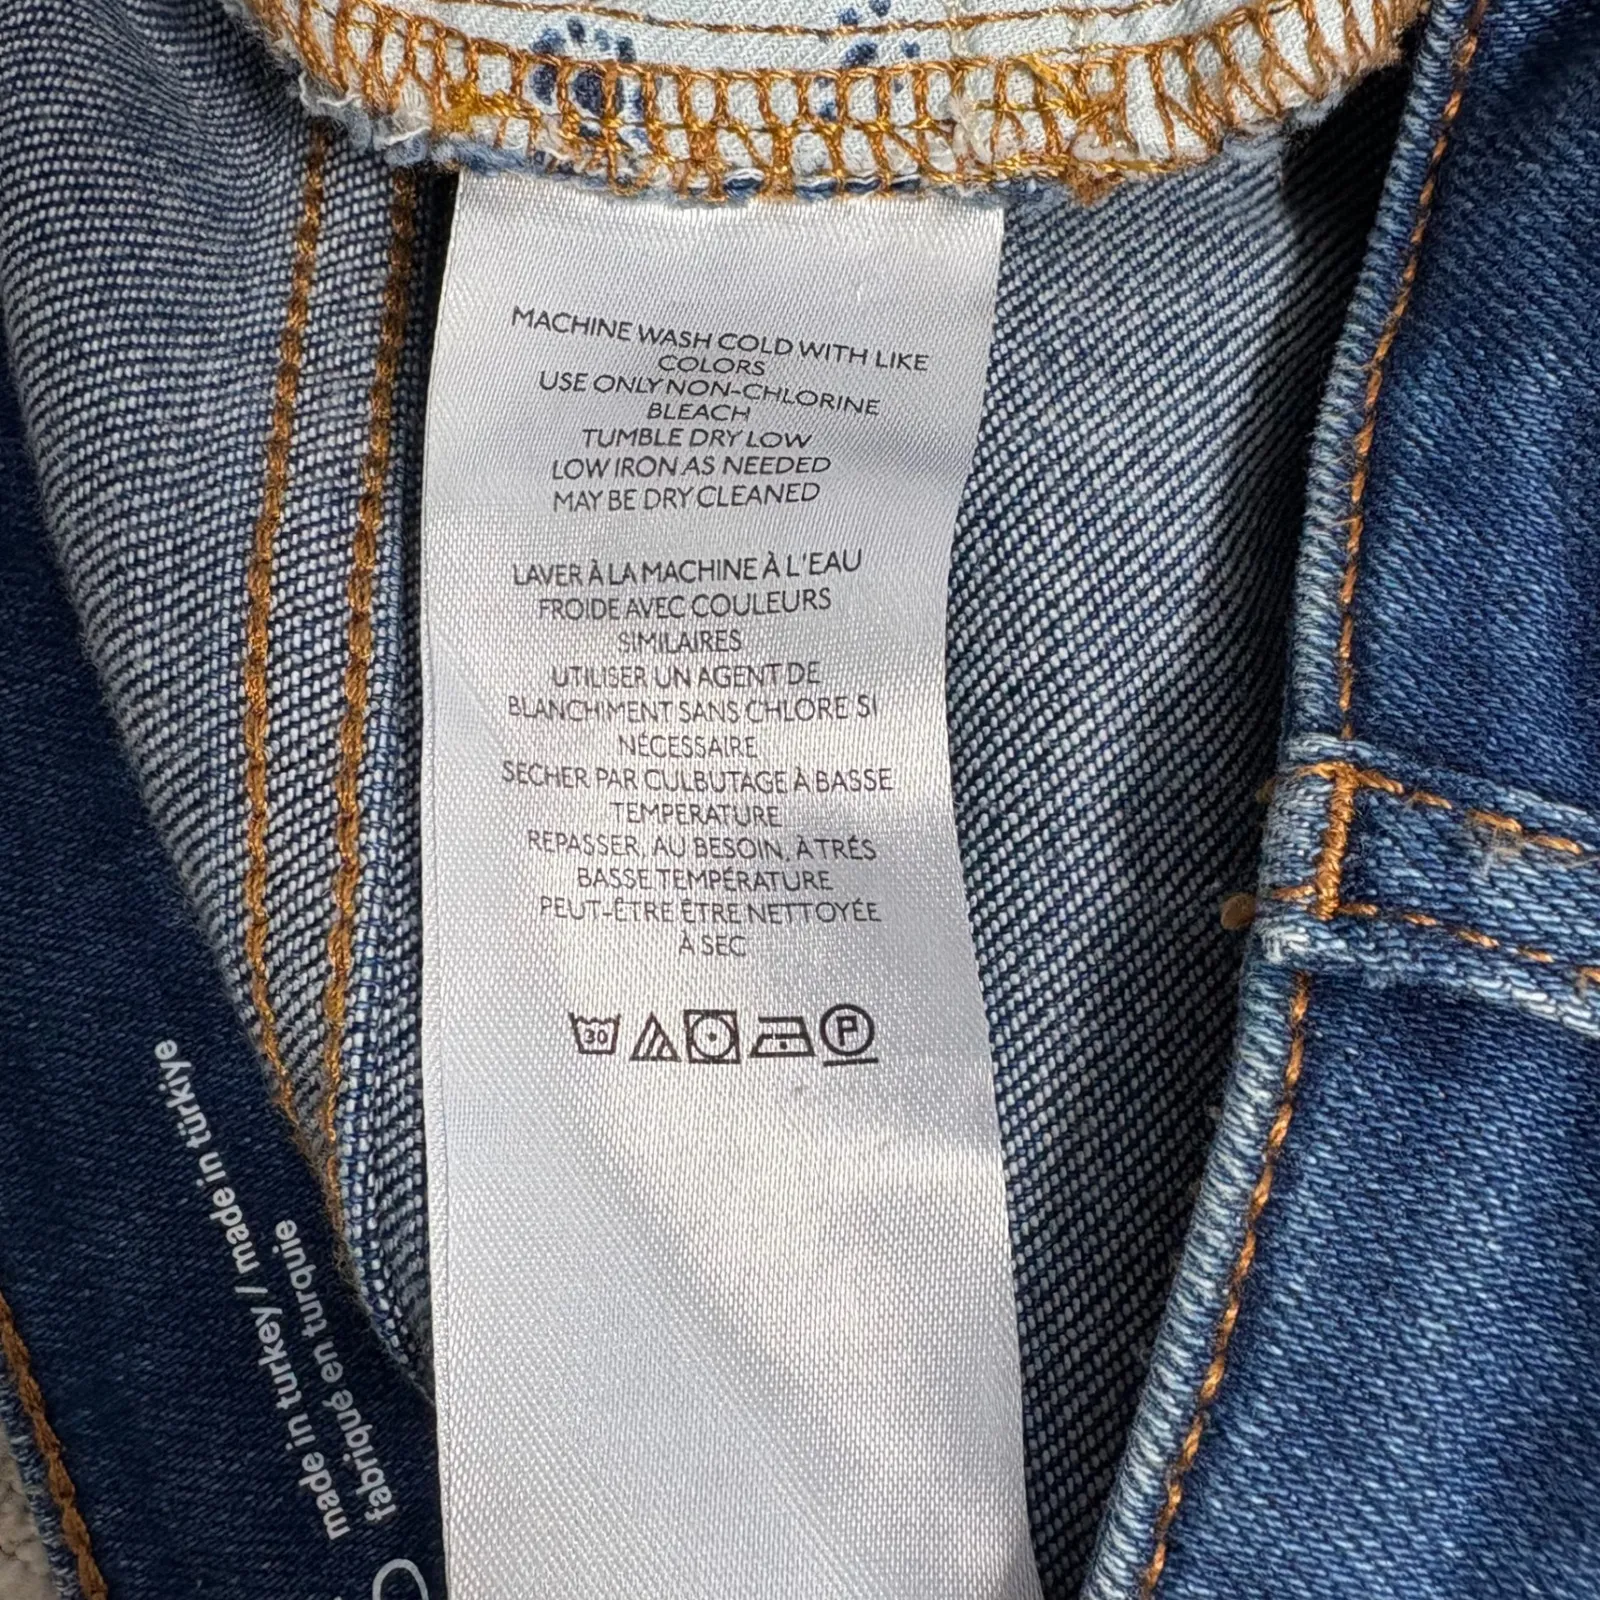 MACHINE WASH COLD WITH LIKE
COLORS
USE ONLY NON-CHLORINE
BLEACH
TUMBLE DRY LOW
LOW IRON AS NEEDED
MAY BE DRY CLEANED
LAVER À LA MACHINE À L'EAU
FROIDE AVEC COULEURS
SIMILAIRES
UTILISER UN AGENT DE
BLANCHIMENT SANS CHLORE SI
NÉCESSAIRE
SÉCHER PAR CULBUTAGE À BASSE
TEMPÉRATURE
REPASSER, AU BESOIN, À TRÉS
BASSE TEMPÉRATURE
PEUT-ÊTRE ÊTRE NETTOYÉE
À SEC
30
P
made in turkey / made in türkiye
fabriqué en turquie